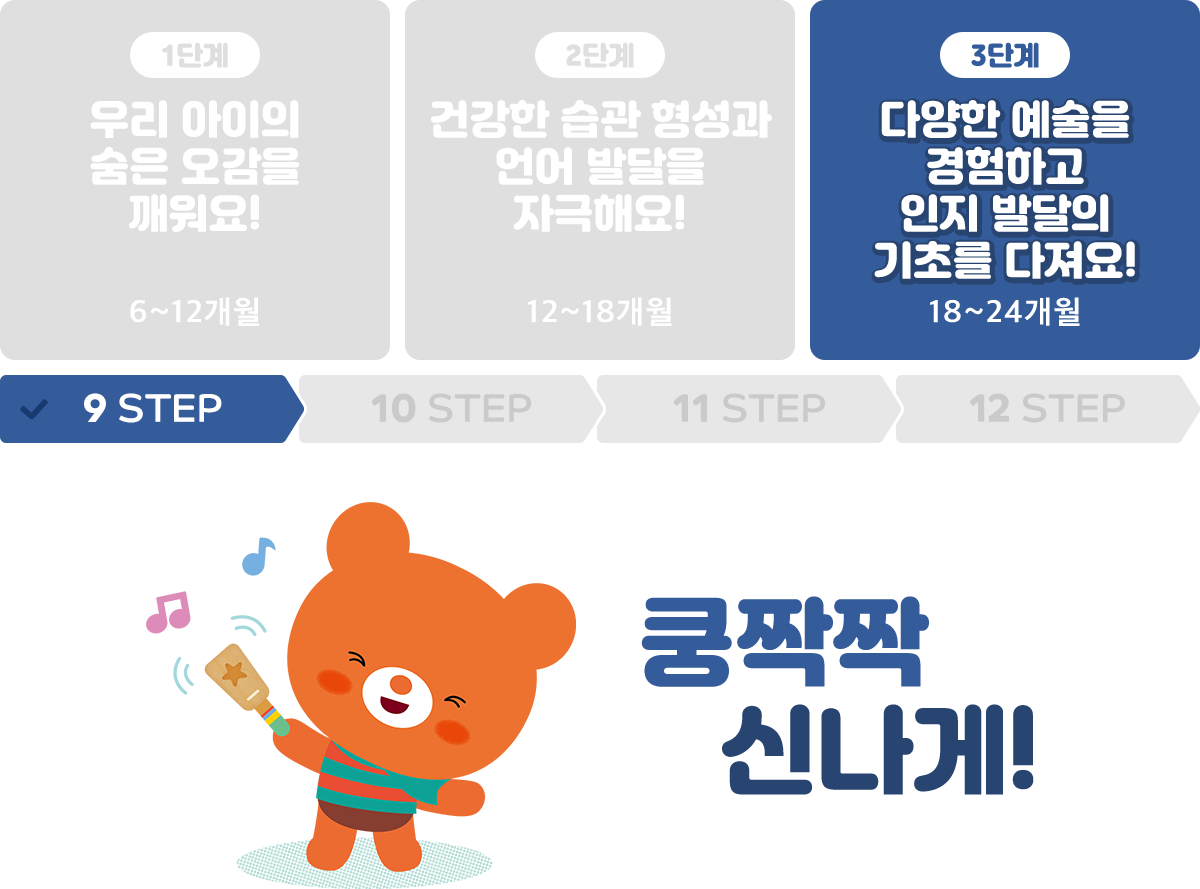 1단계
우리 아이의
숨은 오감을
깨워요!
6~12개월
2단계
건강한 습관 형성과
언어 발달을
자극해요!
12~18개월
3단계
다양한 예술을
경험하고
인지 발달의
기초를 다져요!
18~24개월
9 STEP
10 STEP
11 STEP
12 STEP
쿵짝짝
신나게!